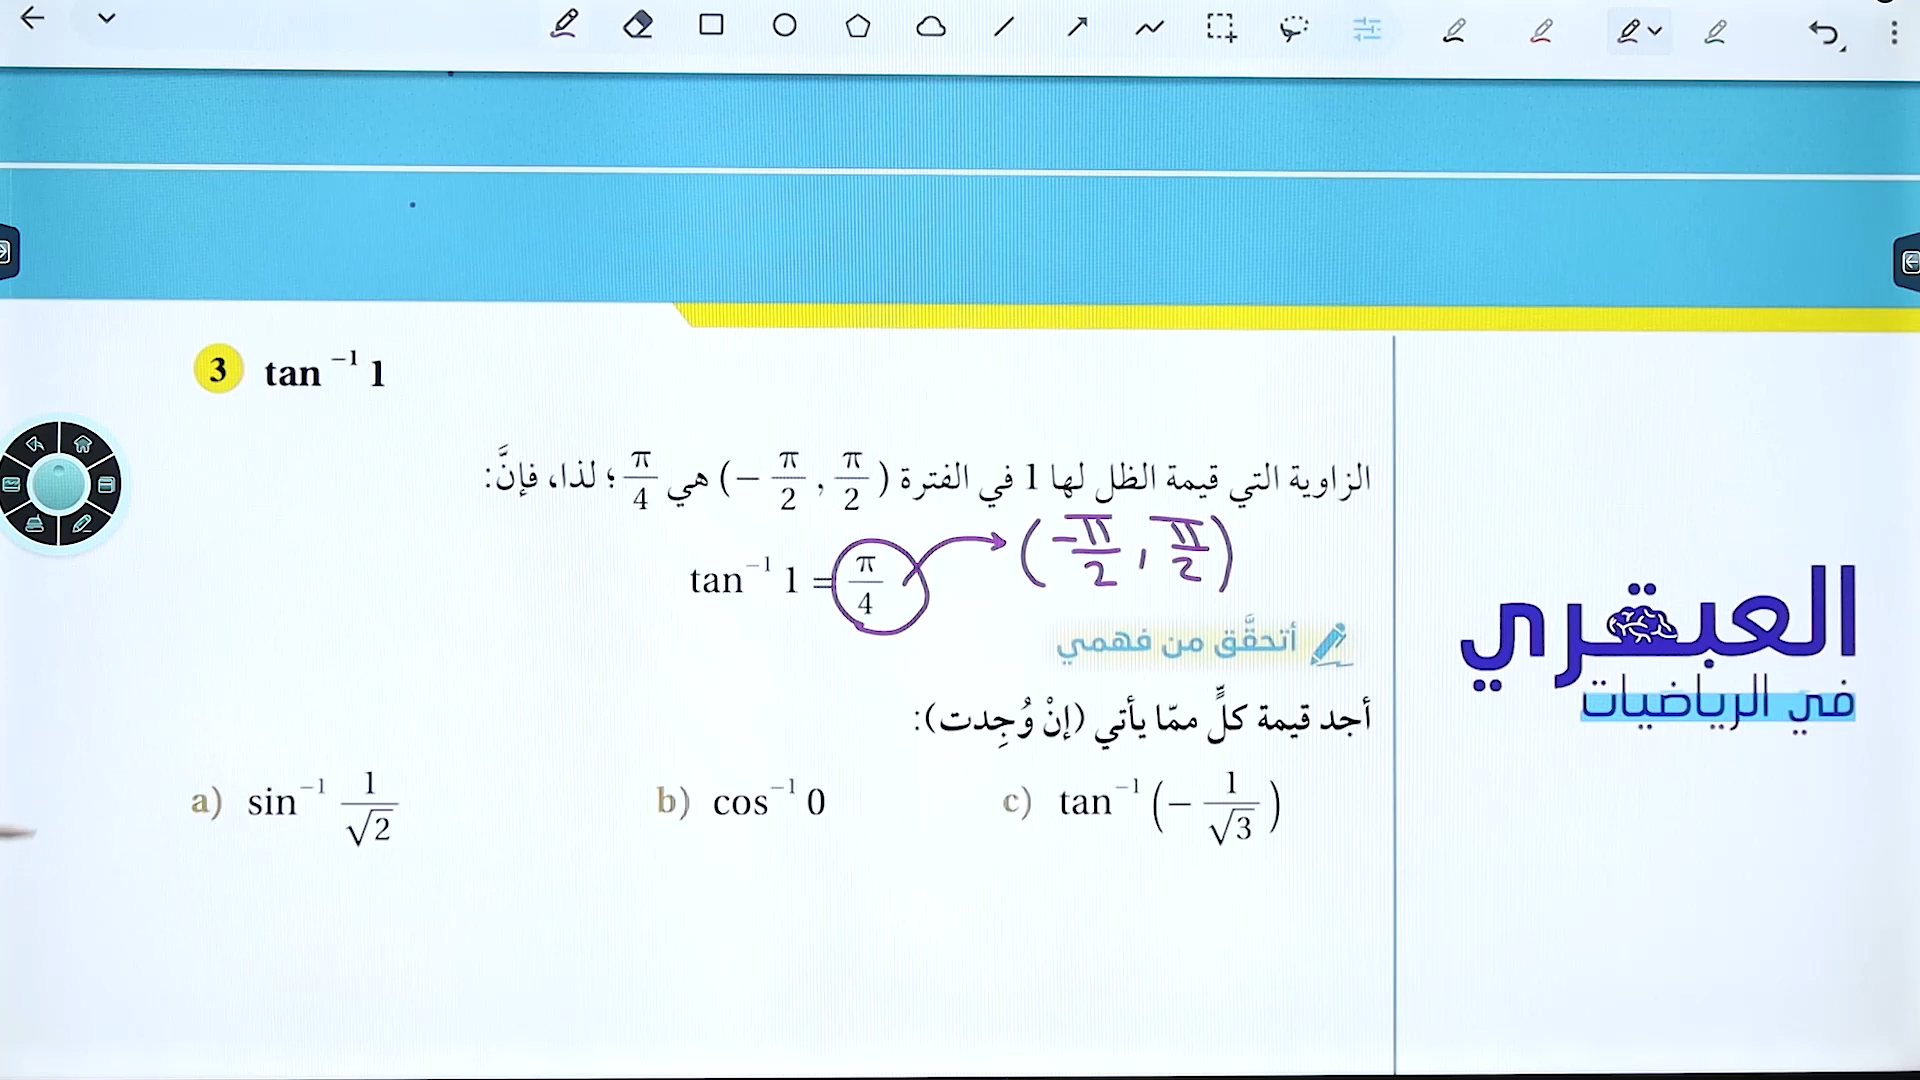 3 tan⁻¹ 1
الزاوية التي قيمة الظل لها 1 في الفترة (−π/2 , π/2) هي π/4؛ لذا، فإنَّ:
tan⁻¹ 1 = π/4 (-π/2 , π/2)
أتحقَّق من فهمي
أجد قيمة كلٍّ ممّا يأتي (إنْ وُجِدت):
a) sin⁻¹ 1/√2 b) cos⁻¹ 0 c) tan⁻¹ (− 1/√3)
العبقري
في الرياضيات